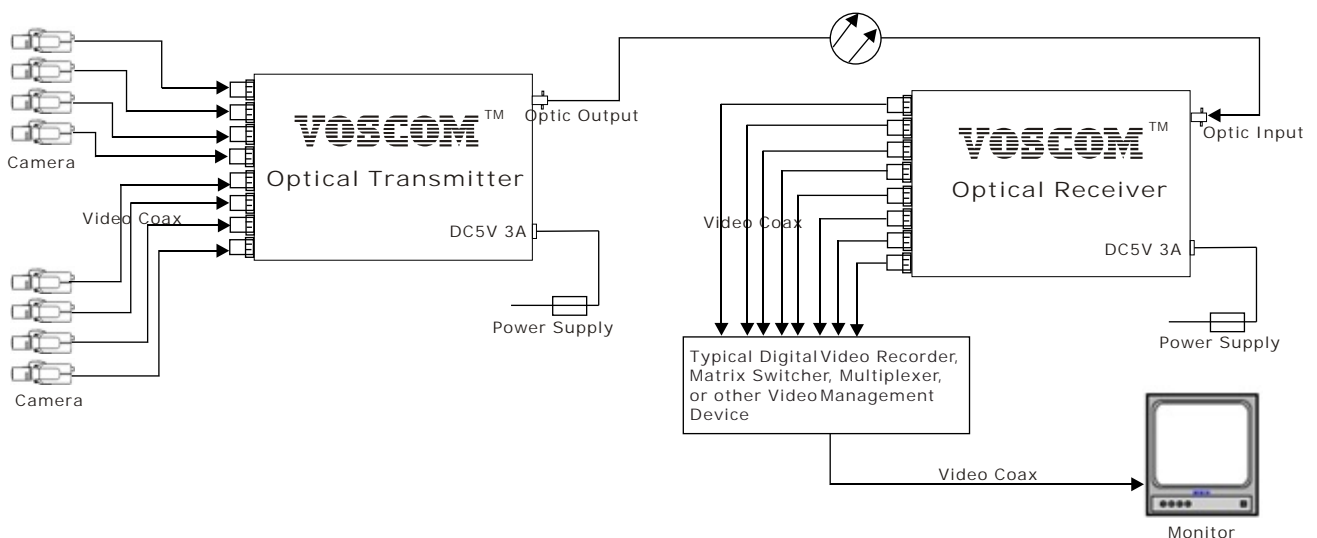 Camera
Video Coax
Camera
VOSCOM™
Optical Transmitter
DC5V 3A
Optic Output
Power Supply
VOSCOM™
Optical Receiver
DC5V 3A
Optic Input
Power Supply
Video Coax
Typical Digital Video Recorder,
Matrix Switcher, Multiplexer,
or other Video Management
Device
Video Coax
Monitor